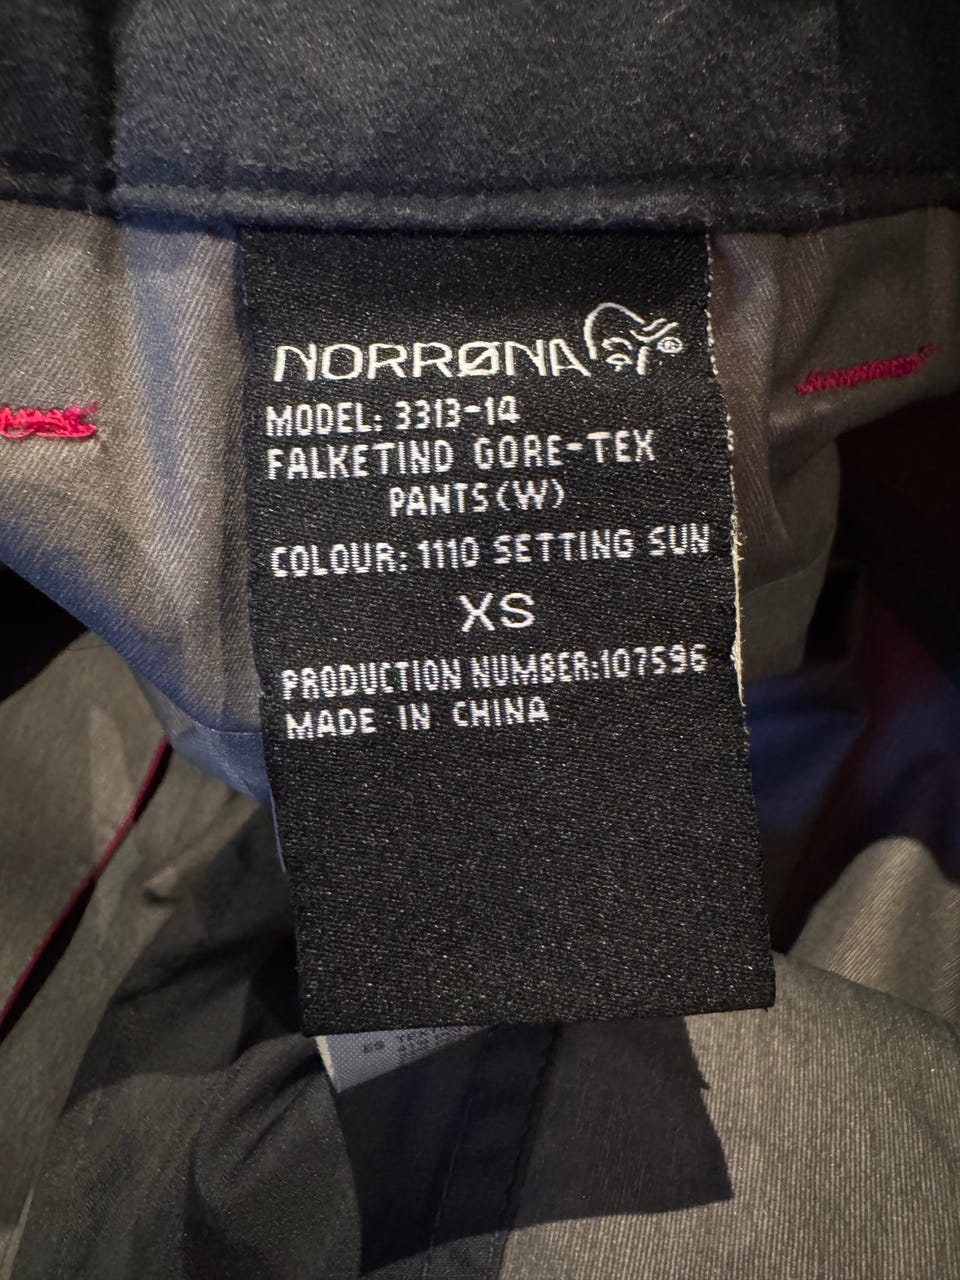 NORRØNA
MODEL: 3313-14
FALKETIND GORE-TEX
PANTS(W)
COLOUR: 1110 SETTING SUN
XS
PRODUCTION NUMBER:107596
MADE IN CHINA